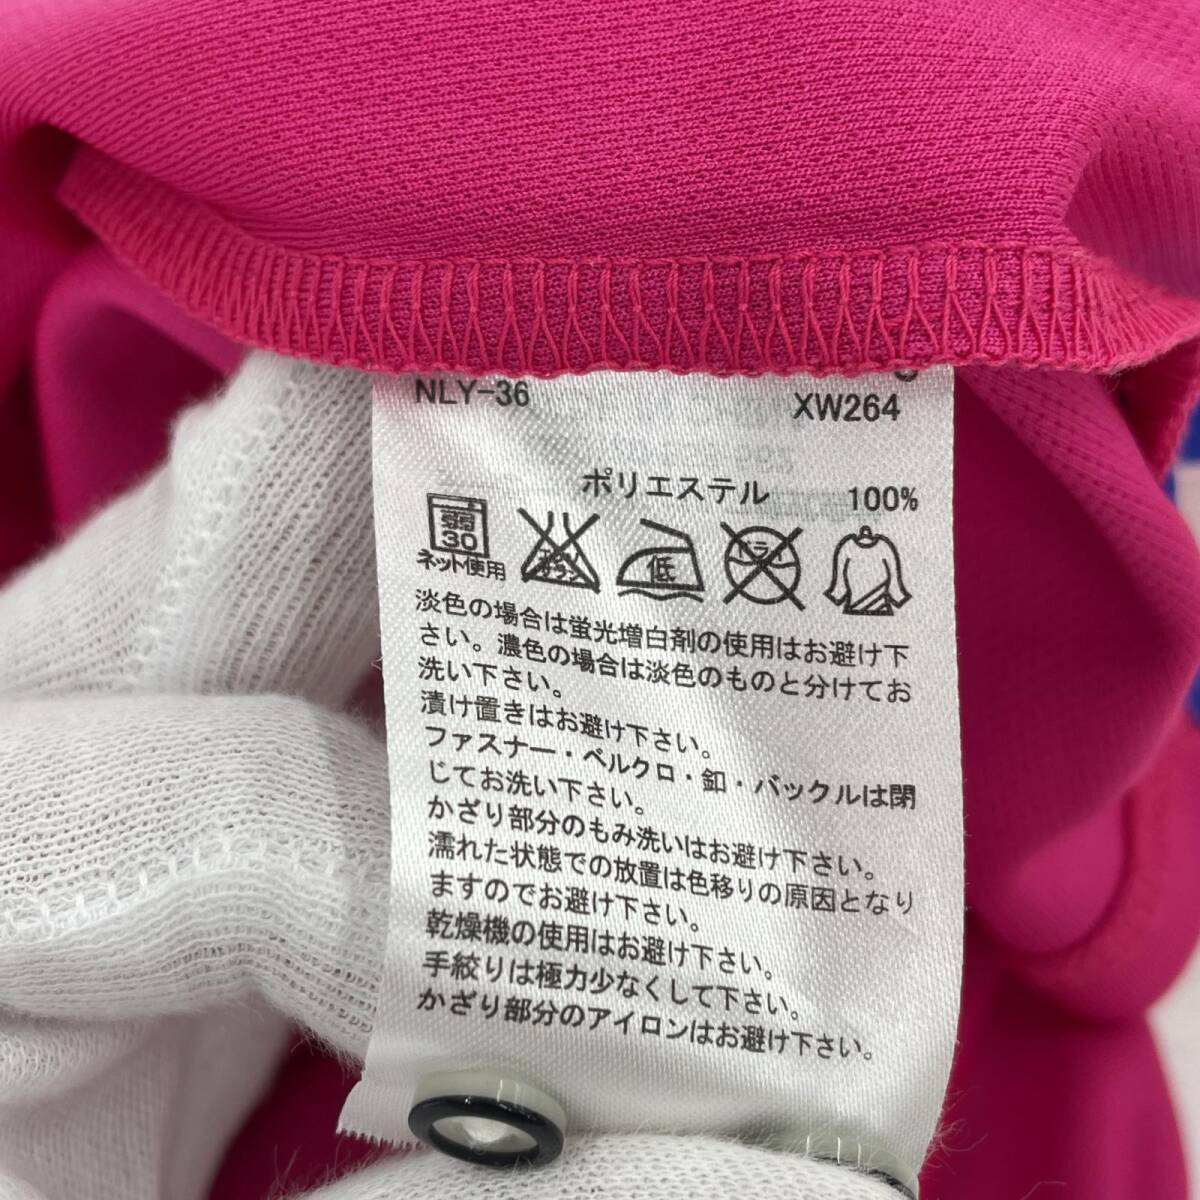 NLY-36
XW264
ポリエステル 100%
弱
30
ネット使用
低
淡色の場合は蛍光増白剤の使用はお避け下
さい。濃色の場合は淡色のものと分けてお
洗い下さい。
漬け置きはお避け下さい。
ファスナー・ベルクロ・釦・バックルは閉
じてお洗い下さい。
かざり部分のもみ洗いはお避け下さい。
濡れた状態での放置は色移りの原因となり
ますのでお避け下さい。
乾燥機の使用はお避け下さい。
手絞りは極力少なくして下さい。
かざり部分のアイロンはお避け下さい。